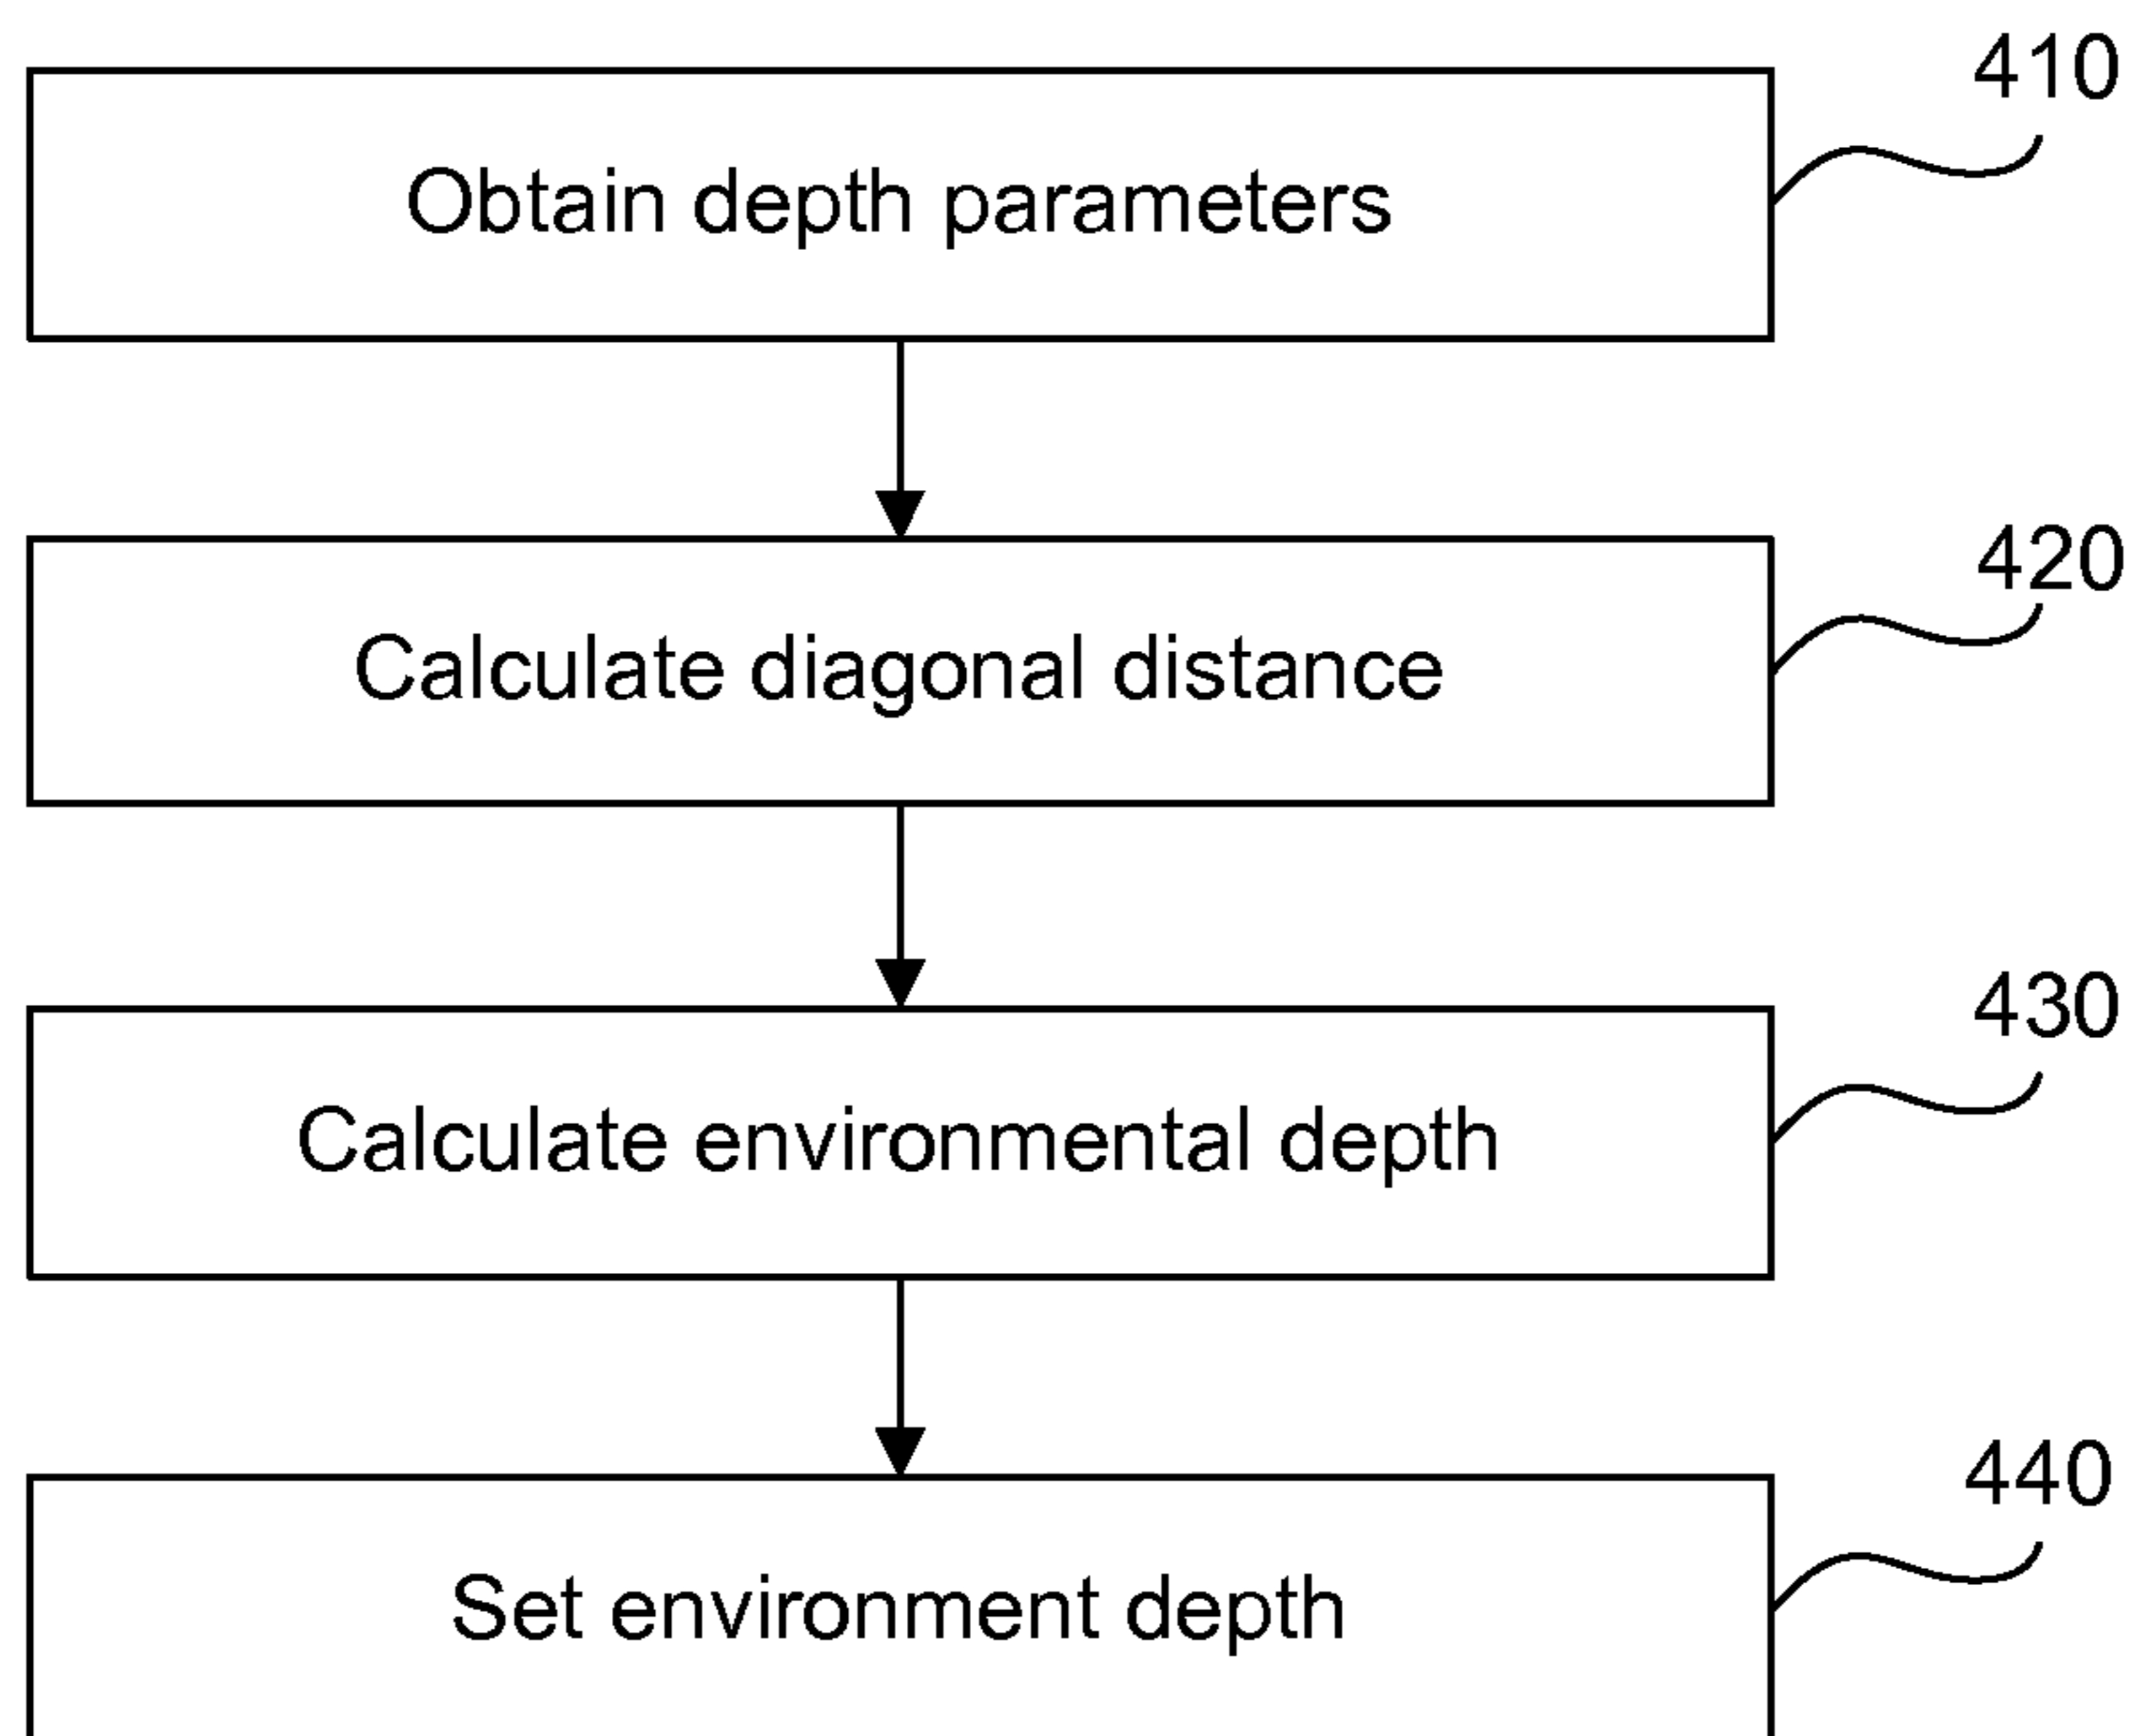 410
Obtain depth parameters
420
Calculate diagonal distance
430
Calculate environmental depth
440
Set environment depth